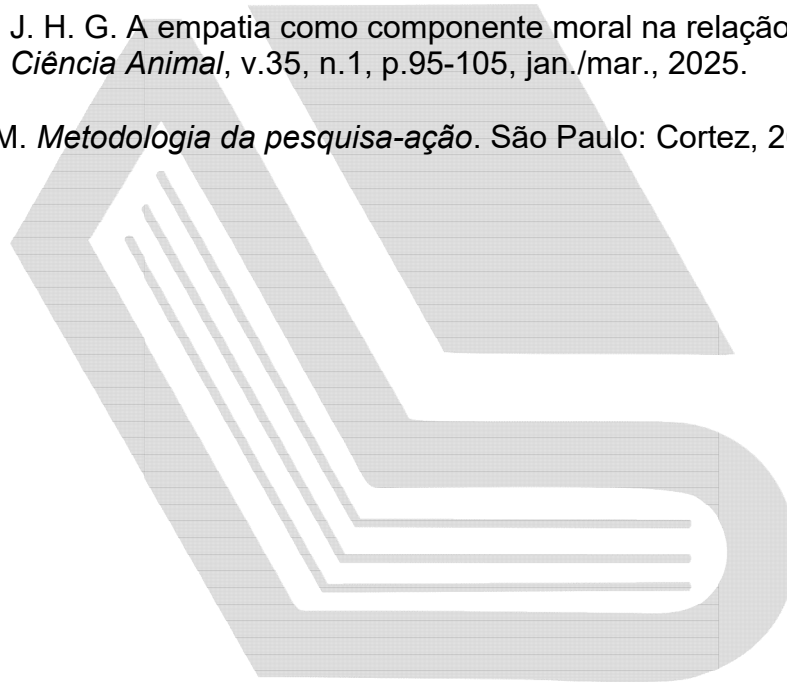 J. H. G. A empatia como componente moral na relação
Ciência Animal, v.35, n.1, p.95-105, jan./mar., 2025.
M. Metodologia da pesquisa-ação. São Paulo: Cortez,